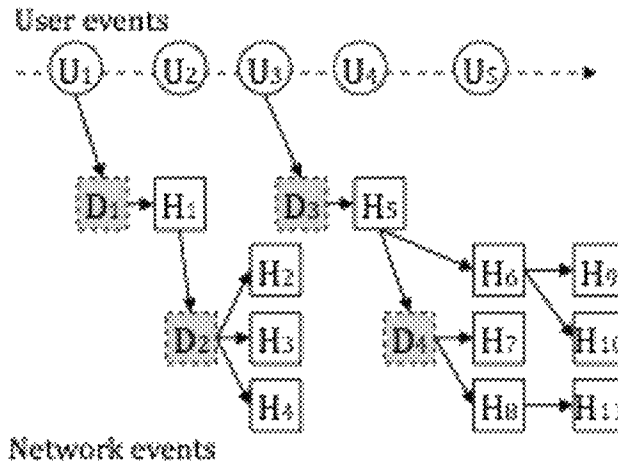 User events
U1 U2 U3 U4 U5
D1 H1 D3 H5
H2 H6 H9
D2 H3 D4 H7 H10
H4 H8 H11
Network events